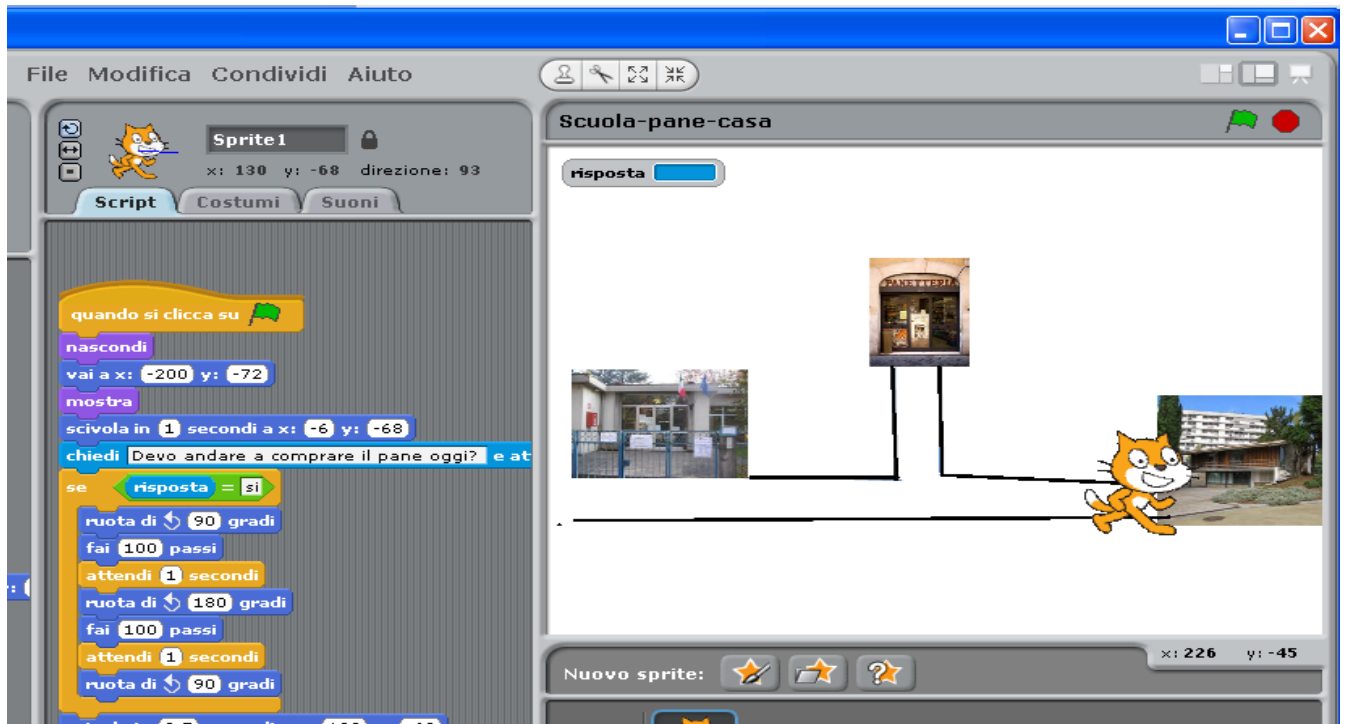 File Modifica Condividi Aiuto
Sprite1
x: 130 y: -68 direzione: 93
Script Costumi Suoni
quando si clicca su
nascondi
vai a x: -200 y: -72
mostra
scivola in 1 secondi a x: -6 y: -68
chiedi Devo andare a comprare il pane oggi? e at
se risposta = si
ruota di 90 gradi
fai 100 passi
attendi 1 secondi
ruota di 180 gradi
fai 100 passi
attendi 1 secondi
ruota di 90 gradi
Scuola-pane-casa
risposta
PANETTERIA
x: 226 y: -45
Nuovo sprite: